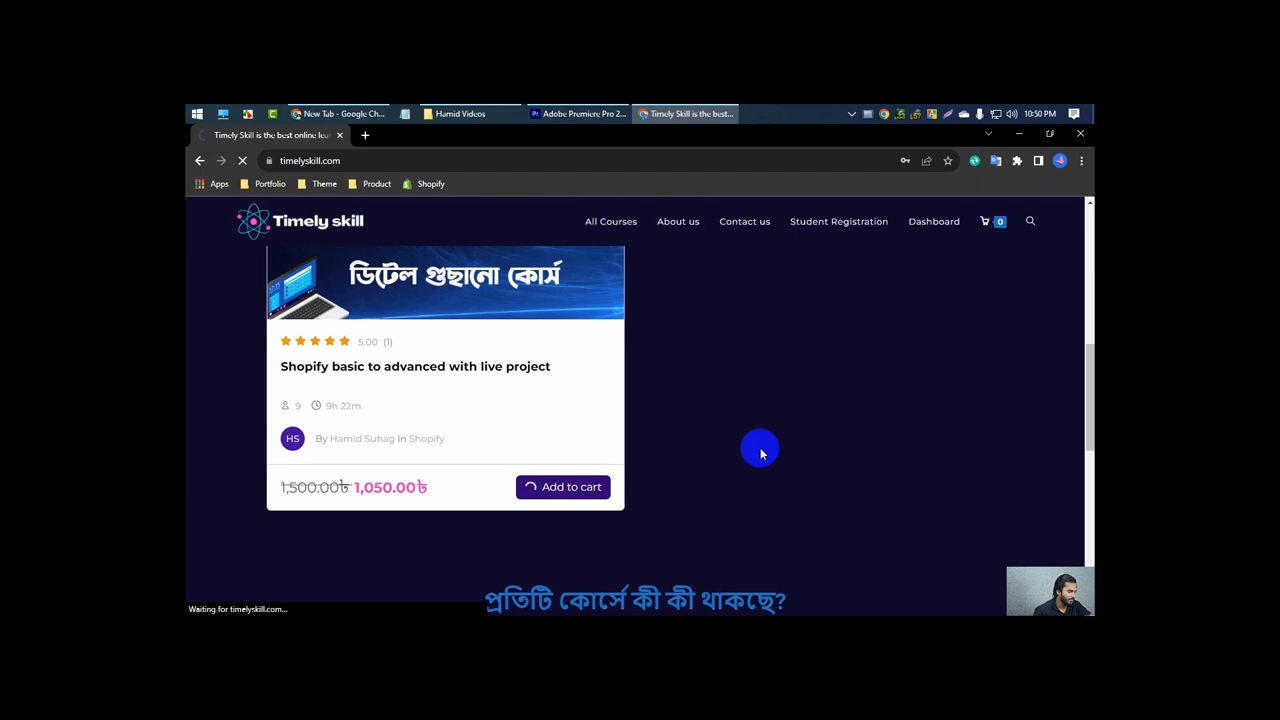 New Tab - Google Ch...
Hamid Videos
Adobe Premiere Pro 2...
Timely Skill is the best...
10:50 PM
Timely Skill is the best online lea
timelyskill.com
Apps
Portfolio
Theme
Product
Shopify
Timely skill
All Courses
About us
Contact us
Student Registration
Dashboard
0
ডিটেল গুছানো কোর্স
5.00 (1)
Shopify basic to advanced with live project
9
9h 22m
HS
By Hamid Suhag In Shopify
1,500.00৳ 1,050.00৳
Add to cart
প্রতিটি কোর্সে কী কী থাকছে?
Waiting for timelyskill.com...